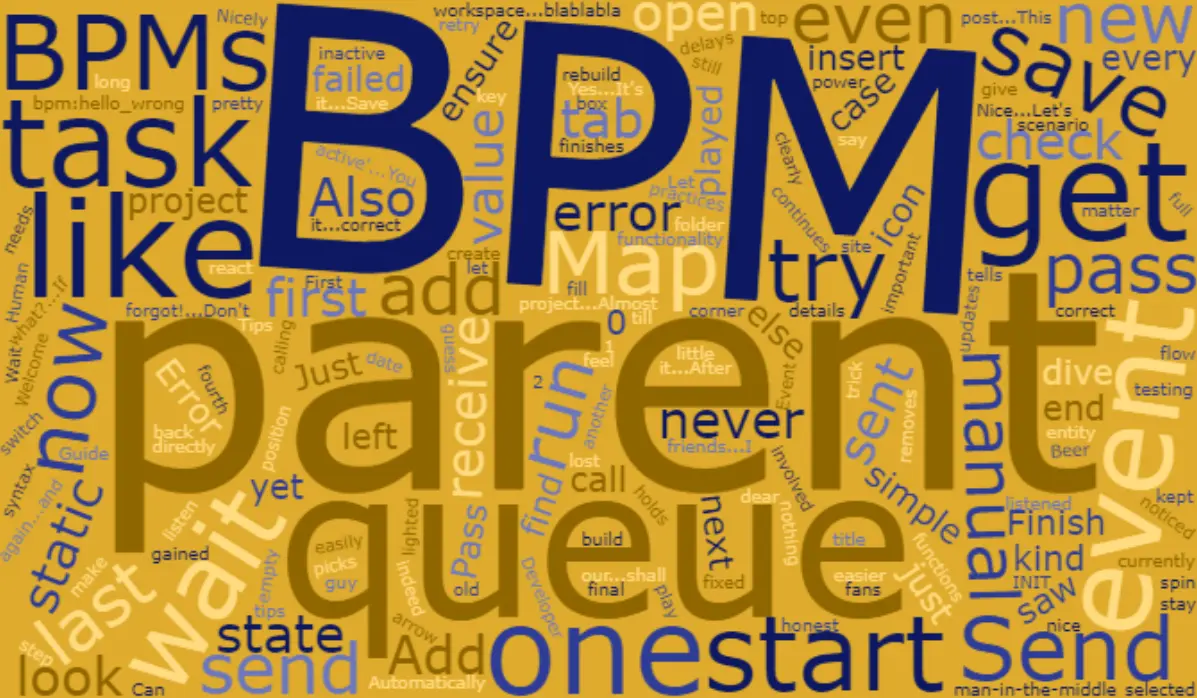 workspace...blablabla
open
top
even
post...This
new
BPMs
Nicely
retry
BPM
long
inactive
failed
it...Save
ensure
key
rebuild
Yes...It's
box
tab
finishes
delays
still
insert
power
case
say
save
give
every
Nice...Let's
scenario
check
bpm:hello_wrong
pretty
task
active'...You
Also
it...correct
value
played
Let
practices
error
folder
functionality
clearly
continues
site
icon
important
get
matter
full
project
like
react
needs
Human
create
let
Map
fill
try
tells
pass
First
first
add
project...Almost
till
corner
details
updates
correct
forgot!...Don't
Tips
calling
0
else
what?...If
Wait
Welcome
now
parent
Error
fourth
Just
date
guess
receive
1
feel
2
run
another
little
it...After
Event
trick
sent
manual
dive
event
flow
testing
back
directly
position
left
never
friends...I
removes
end
entity
Beer
switch
Guide
syntax
again...and
static
yet
lost
call
find
holds
involved
simple
listened
kept
noticed
listen
wait
queue
lighted
Pass
next
dear
nothing
Finish
gained
easily
picks
guy
build
title
functions
kind
currently
make
last
empty
tips
Indeed
old
Developer
our...shall
final
play
fixed
easier
fans
just
INIT
saw
spin
stay
step
look
Can
state
send
arrow
Add
Automatically
one
start
honest
nice
Send
man-in-the-middle
selected